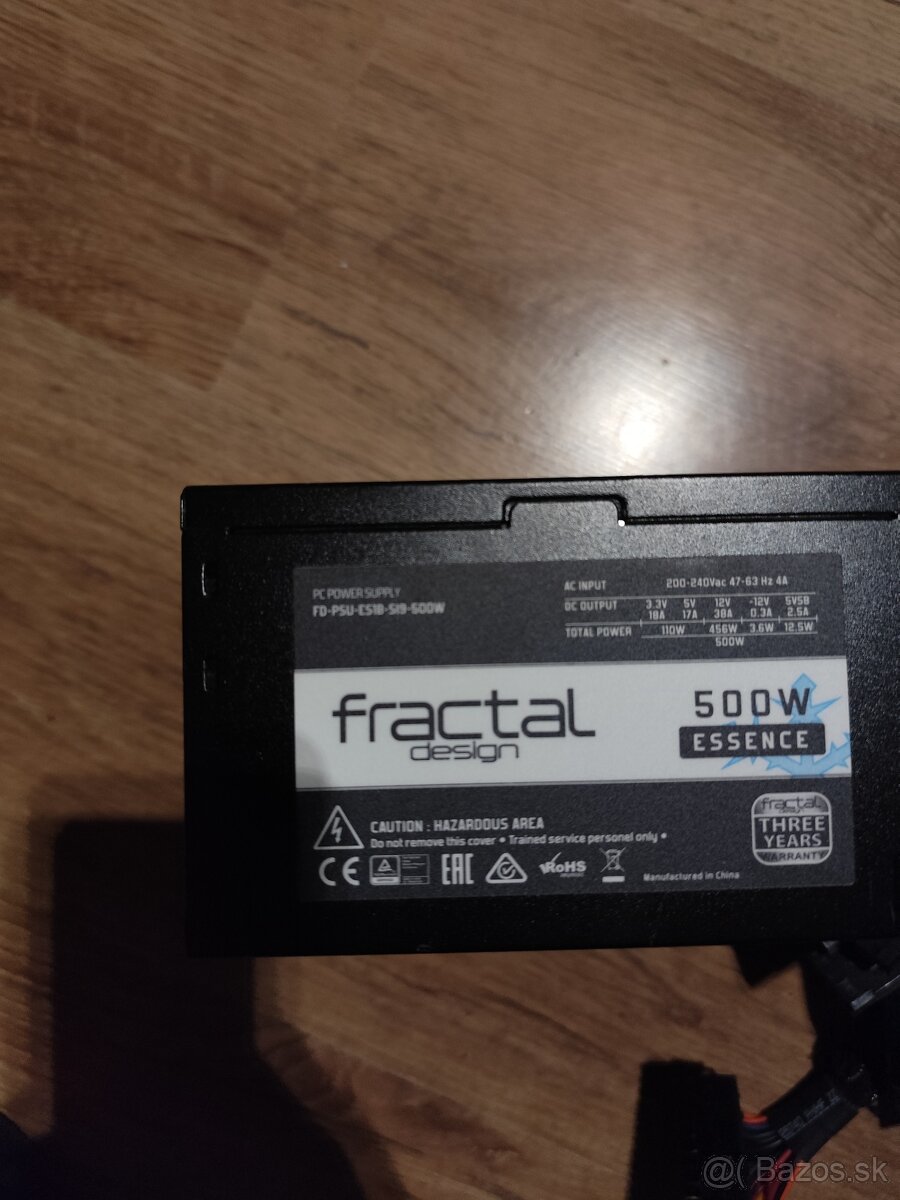 PC POWER SUPPLY
FD-PSU-ES1B-SI9-500W
AC INPUT 200-240Vac 47-63 Hz 4A
DC OUTPUT 3.3V 5V 12V -12V 5VSB
18A 17A 38A 0.3A 2.5A
TOTAL POWER 110W 456W 3.6W 12.5W
500W
fractal
design
500W
ESSENCE
CAUTION : HAZARDOUS AREA
Do not remove this cover • Trained service personel only •
fractal
design
THREE
YEARS
WARRANTY
CE
EAC
RoHS
Manufactured in China
@( Bazos.sk